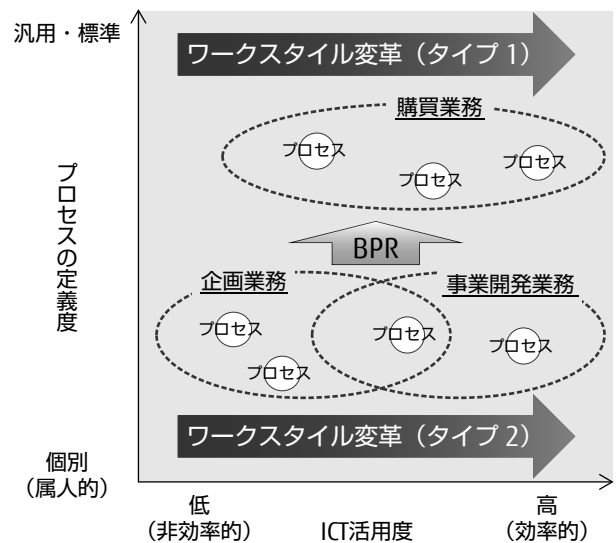 汎用・標準
ワークスタイル変革（タイプ 1）
購買業務
プロセス
プロセス
プロセス
プロセスの定義度
BPR
企画業務
事業開発業務
プロセス
プロセス
プロセス
プロセス
ワークスタイル変革（タイプ 2）
個別
（属人的）
低
（非効率的）
ICT活用度
高
（効率的）